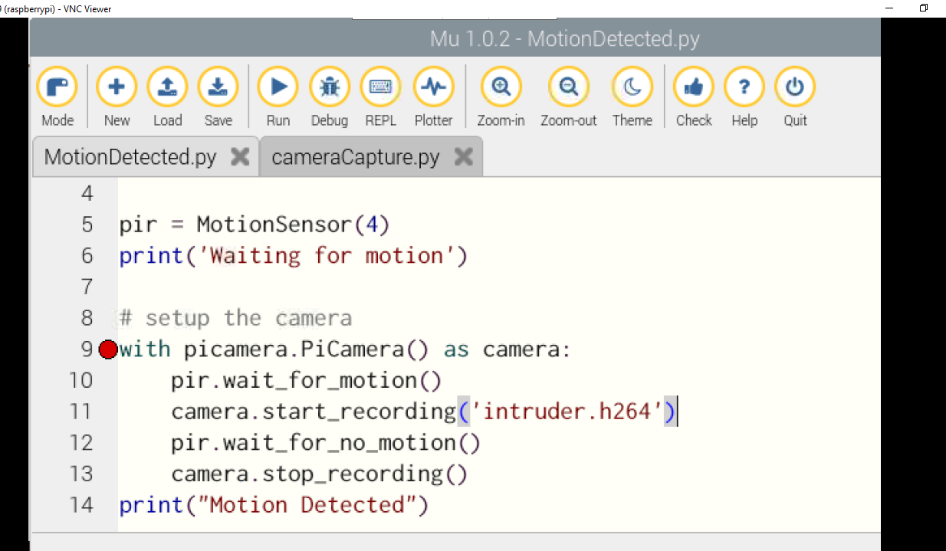 (raspberrypi) - VNC Viewer
Mu 1.0.2 - MotionDetected.py
Mode New Load Save Run Debug REPL Plotter Zoom-in Zoom-out Theme Check Help Quit
MotionDetected.py cameraCapture.py
4
5 pir = MotionSensor(4)
6 print('Waiting for motion')
7
8 # setup the camera
9 with picamera.PiCamera() as camera:
10 pir.wait_for_motion()
11 camera.start_recording('intruder.h264')
12 pir.wait_for_no_motion()
13 camera.stop_recording()
14 print("Motion Detected")